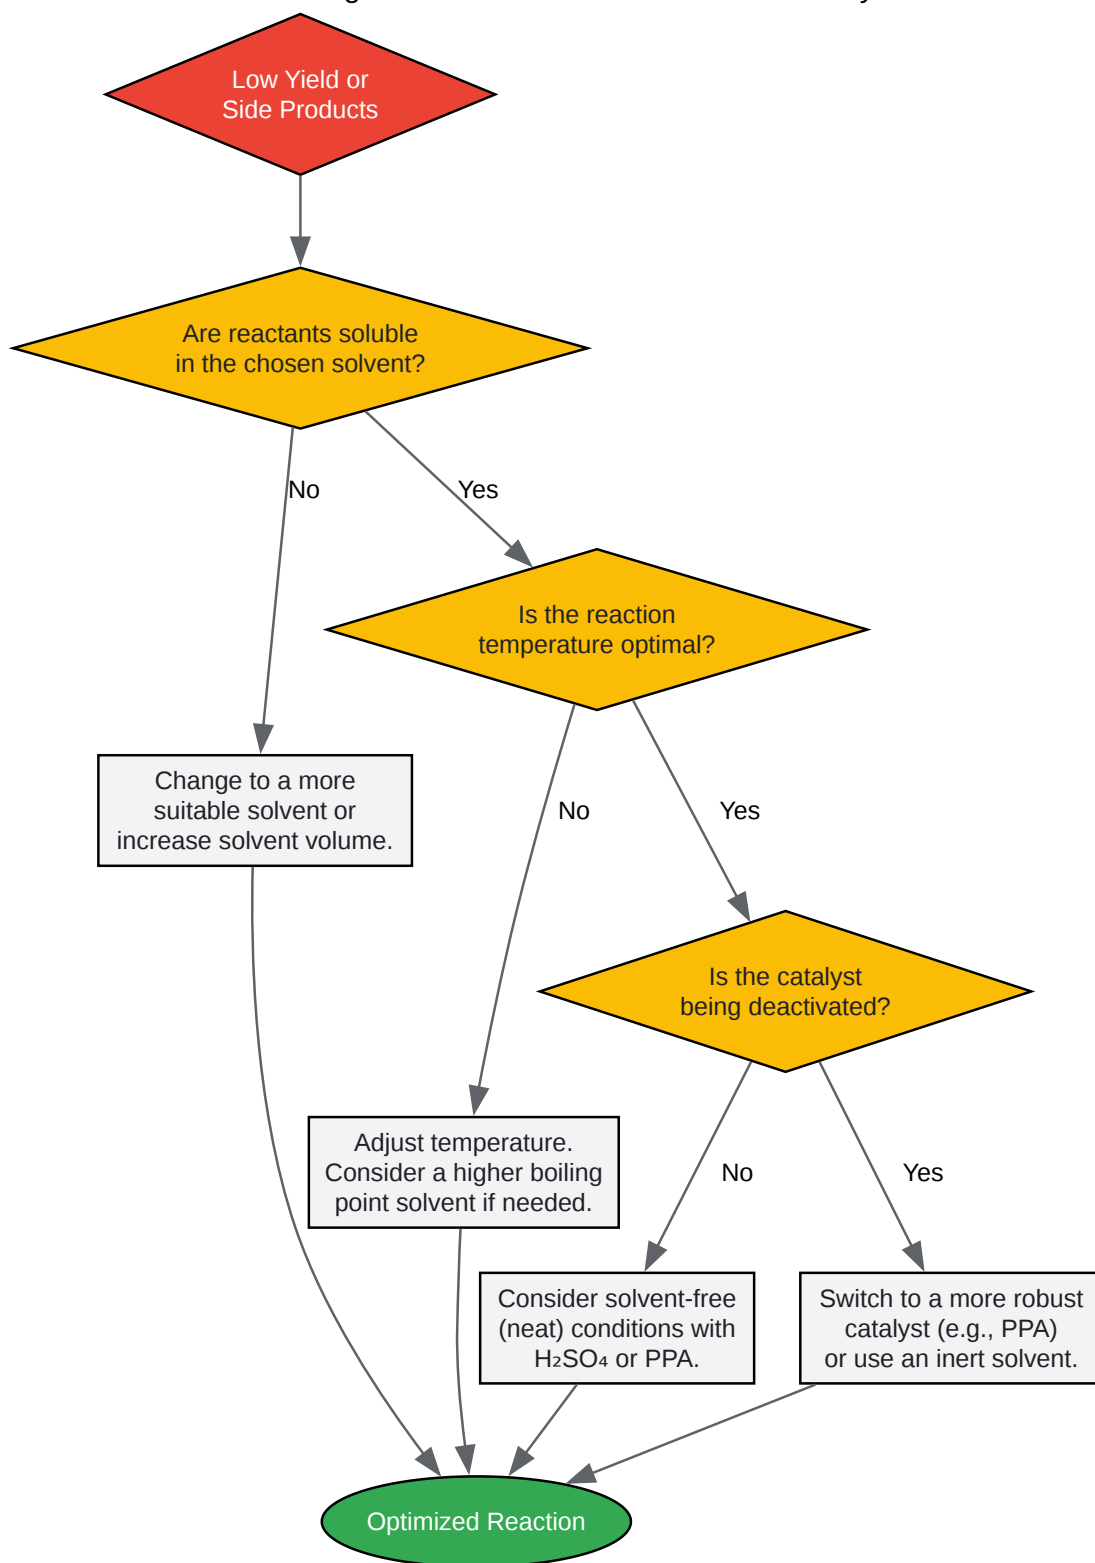 Low Yield or
Side Products
Are reactants soluble
in the chosen solvent?
No
Yes
Is the reaction
temperature optimal?
Change to a more
suitable solvent or
increase solvent volume.
No
Yes
Is the catalyst
being deactivated?
Adjust temperature.
Consider a higher boiling
point solvent if needed.
No
Yes
Consider solvent-free
(neat) conditions with
H₂SO₄ or PPA.
Switch to a more robust
catalyst (e.g., PPA)
or use an inert solvent.
Optimized Reaction